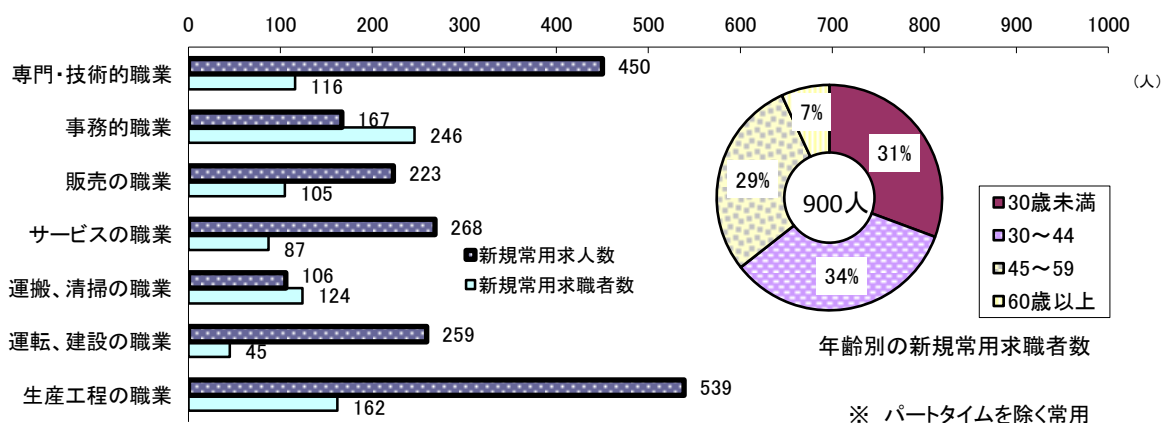 0 100 200 300 400 500 600 700 800 900 1000
(人)
専門・技術的職業 450
116
事務的職業 167
246
販売の職業 223
105
サービスの職業 268
87
運搬、清掃の職業 106
124
運転、建設の職業 259
45
生産工程の職業 539
162
新規常用求人数
新規常用求職者数
7%
31%
29%
900人
34%
30歳未満
30～44
45～59
60歳以上
年齢別の新規常用求職者数
※ パートタイムを除く常用